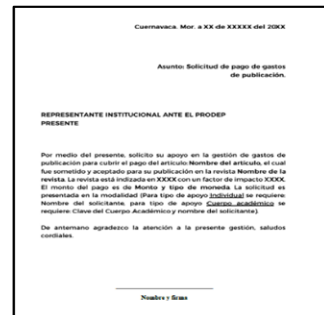 Cuernavaca. Mor. a XX de XXXXX del 20XX
Asunto: Solicitud de pago de gastos
de publicación.
REPRESENTANTE INSTITUCIONAL ANTE EL PRODEP
PRESENTE
Por medio del presente, solicito su apoyo en la gestión de gastos de
publicación para cubrir el pago del artículo:Nombre del artículo, el cual
fue sometido y aceptado para su publicación en la revista Nombre de la
revista. La revista está indizada en XXXX con un factor de impacto XXXX.
El monto del pago es de Monto y tipo de moneda. La solicitud es
presentada en la modalidad (Para tipo de apoyo Individual se requiere:
Nombre del solicitante, para tipo de apoyo Cuerpo académico se
requiere: Clave del Cuerpo Académico y nombre del solicitante).
De antemano agradezco la atención a la presente gestión, saludos
cordiales.
Nombre y firma